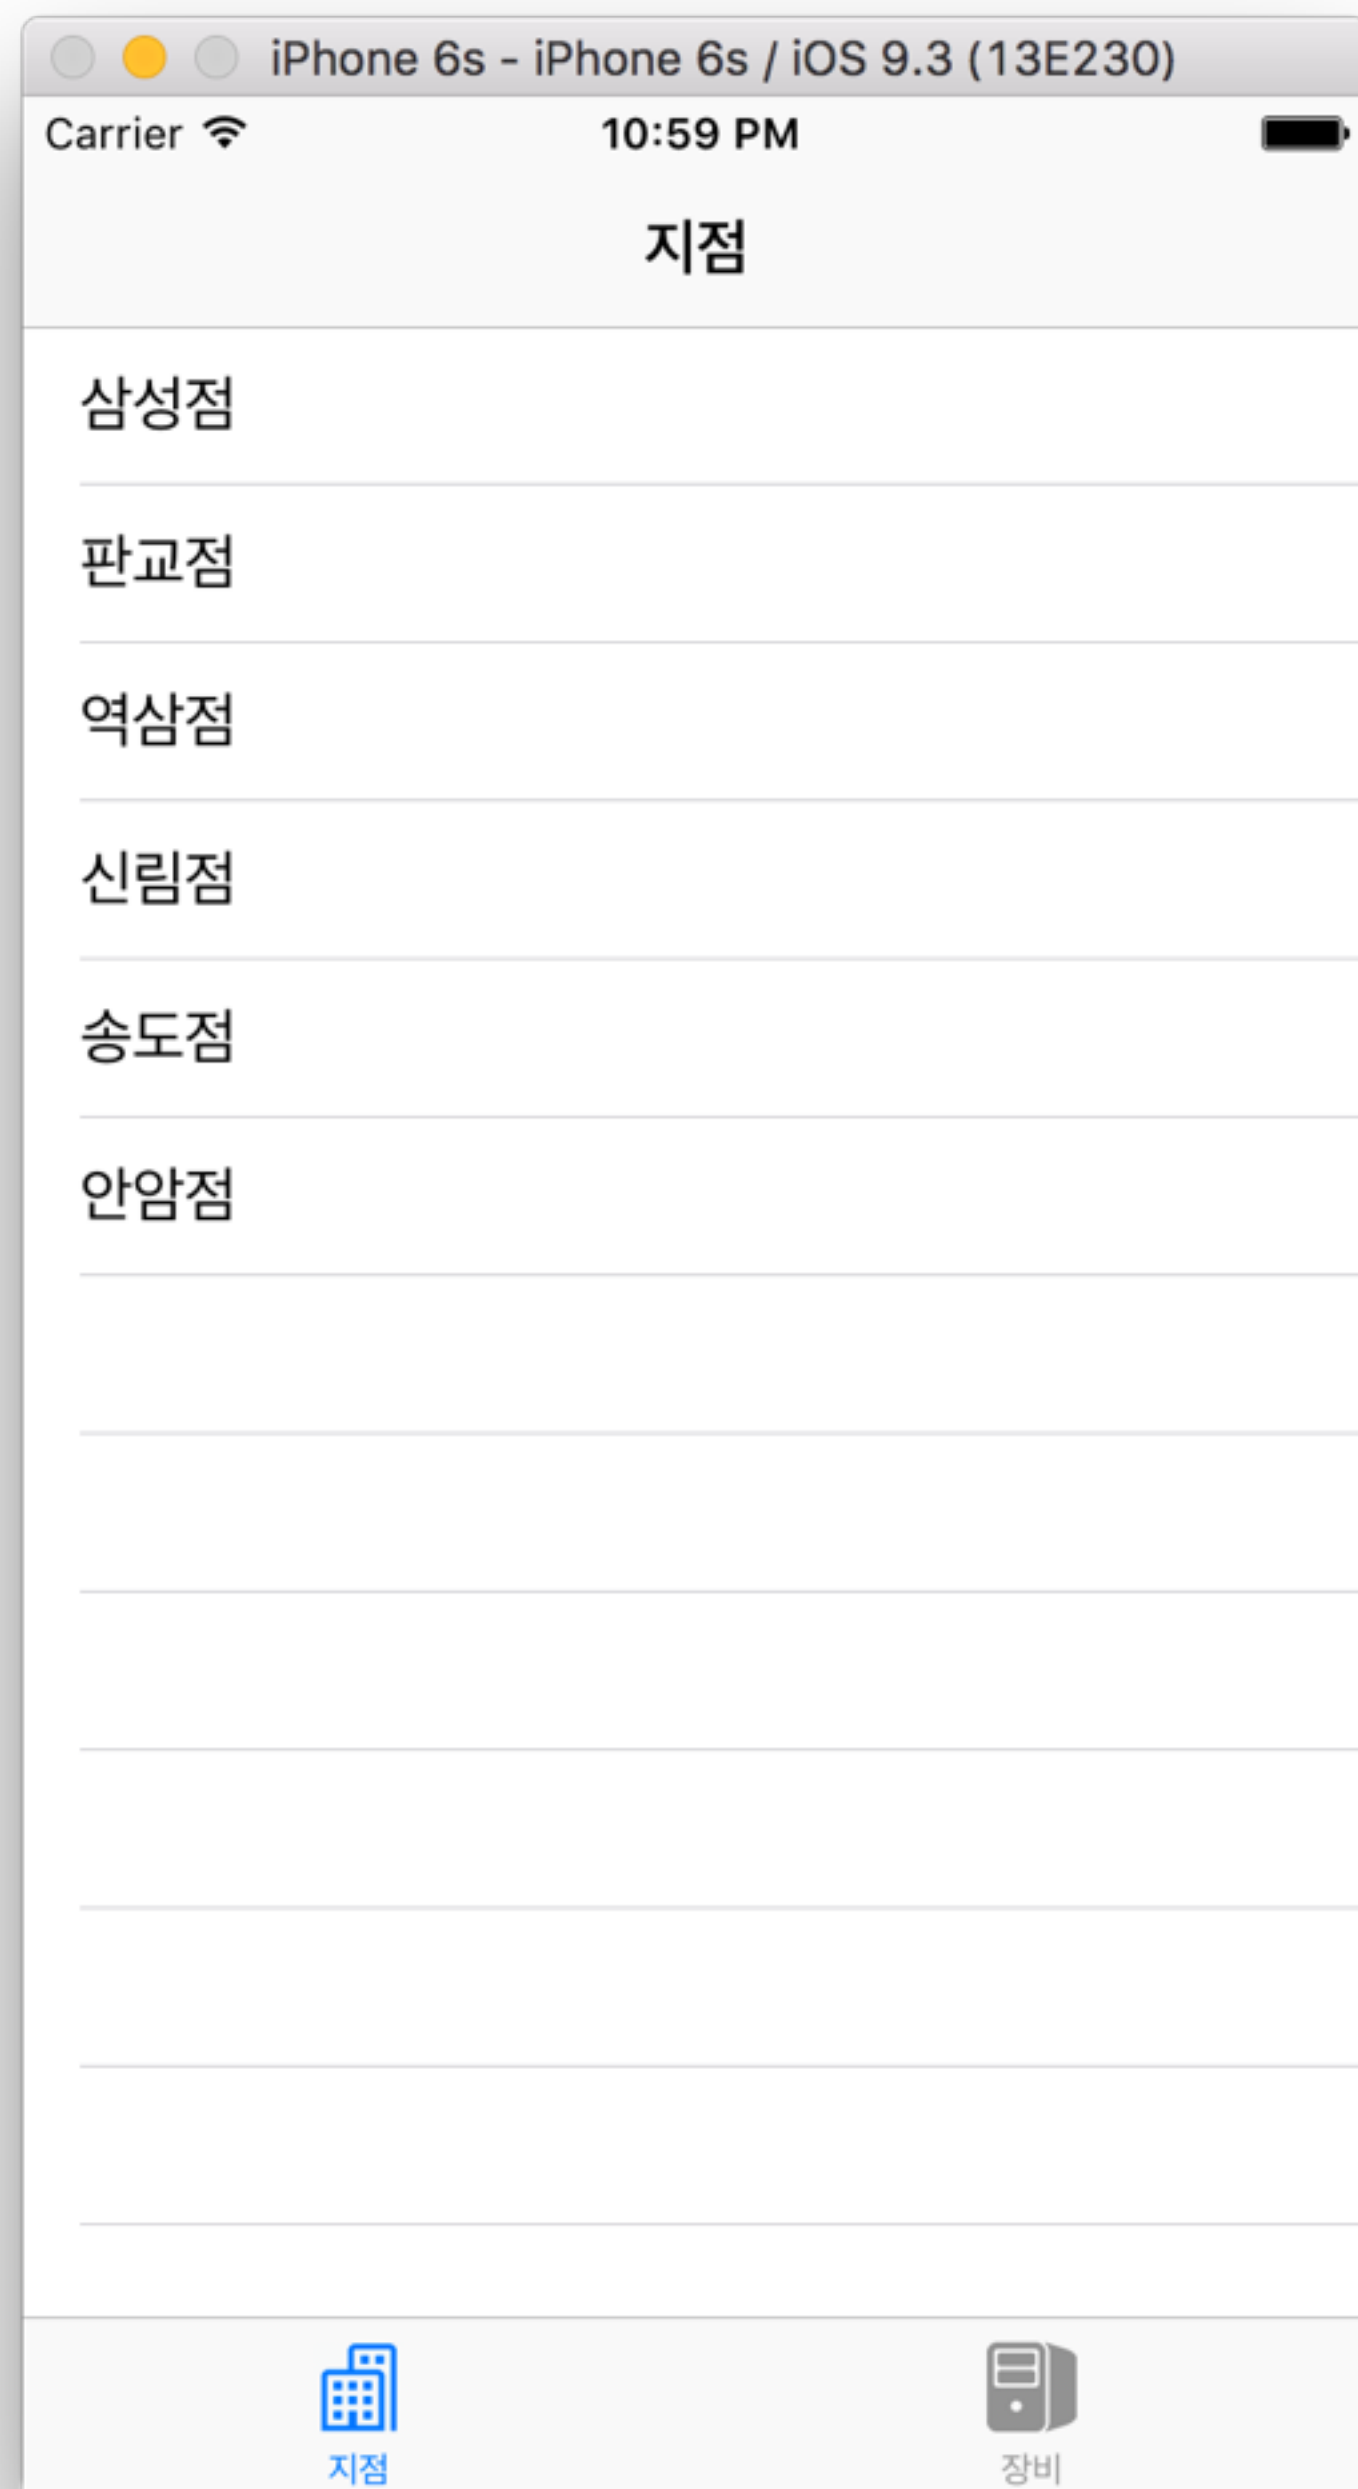 iPhone 6s - iPhone 6s / iOS 9.3 (13E230)
Carrier 10:59 PM
지점
삼성점
판교점
역삼점
신림점
송도점
안암점
지점 장비